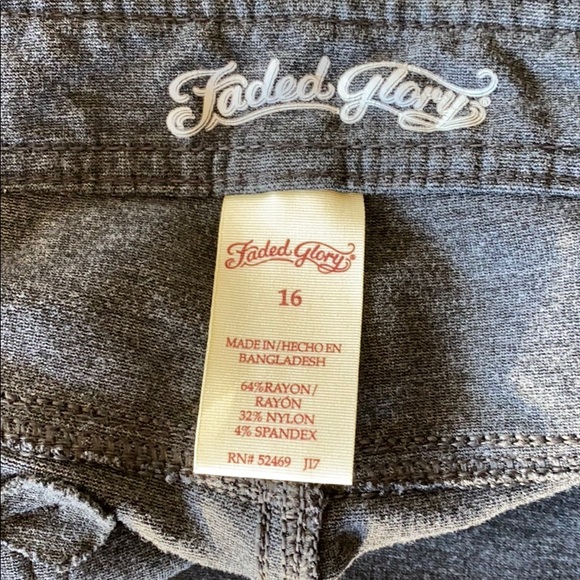 Faded Glory®
Faded Glory®
16
MADE IN/HECHO EN
BANGLADESH
64%RAYON/
RAYÓN
32% NYLON
4% SPANDEX
RN# 52469 J17